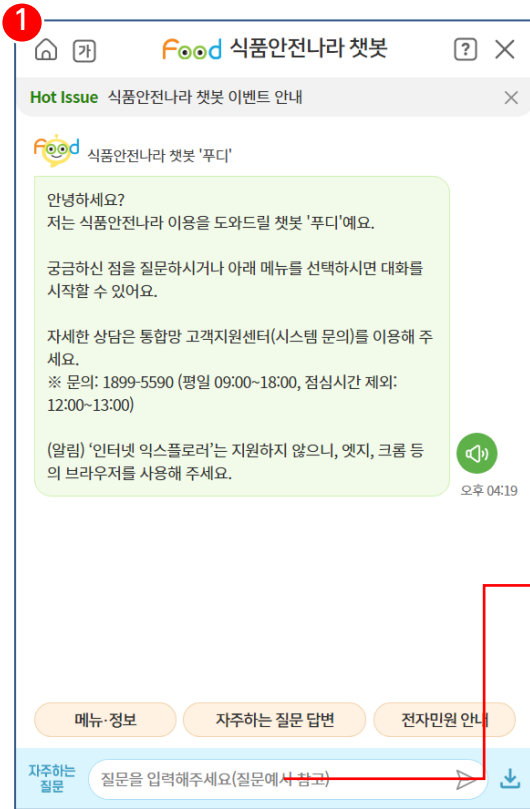 1
가
Food 식품안전나라 챗봇
?
Hot Issue 식품안전나라 챗봇 이벤트 안내
Food 식품안전나라 챗봇 '푸디'
안녕하세요?
저는 식품안전나라 이용을 도와드릴 챗봇 '푸디'예요.
궁금하신 점을 질문하시거나 아래 메뉴를 선택하시면 대화를
시작할 수 있어요.
자세한 상담은 통합망 고객지원센터(시스템 문의)를 이용해 주
세요.
※ 문의: 1899-5590 (평일 09:00~18:00, 점심시간 제외:
12:00~13:00)
(알림) ‘인터넷 익스플로러’는 지원하지 않으니, 엣지, 크롬 등
의 브라우저를 사용해 주세요.
오후 04:19
메뉴·정보
자주하는 질문 답변
전자민원 안내
자주하는
질문
질문을 입력해주세요(질문예시 참고)